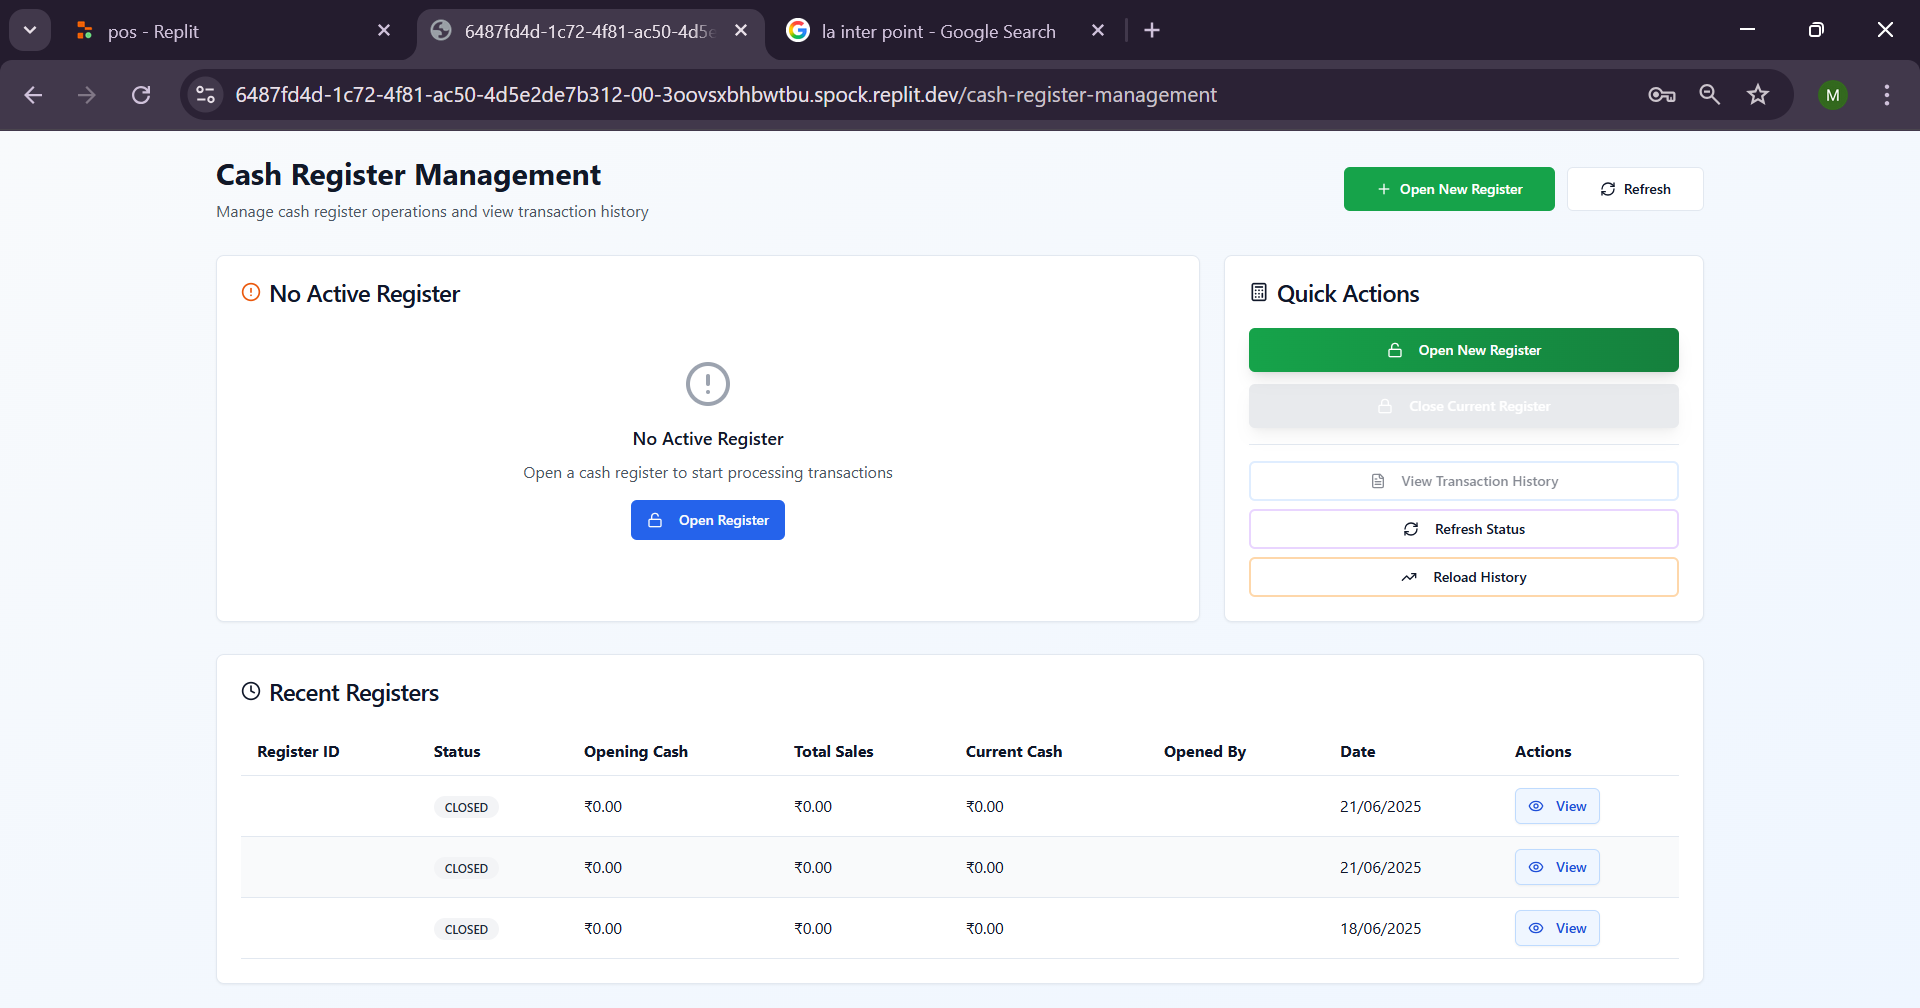 pos - Replit
6487fd4d-1c72-4f81-ac50-4d5e
la inter point - Google Search
6487fd4d-1c72-4f81-ac50-4d5e2de7b312-00-3oovsxbhbwtbu.spock.replit.dev/cash-register-management
M
Cash Register Management
Manage cash register operations and view transaction history
Open New Register
Refresh
No Active Register
No Active Register
Open a cash register to start processing transactions
Open Register
Quick Actions
Open New Register
Close Current Register
View Transaction History
Refresh Status
Reload History
Recent Registers
Register ID Status Opening Cash Total Sales Current Cash Opened By Date Actions
CLOSED ₹0.00 ₹0.00 ₹0.00 21/06/2025 View
CLOSED ₹0.00 ₹0.00 ₹0.00 21/06/2025 View
CLOSED ₹0.00 ₹0.00 ₹0.00 18/06/2025 View